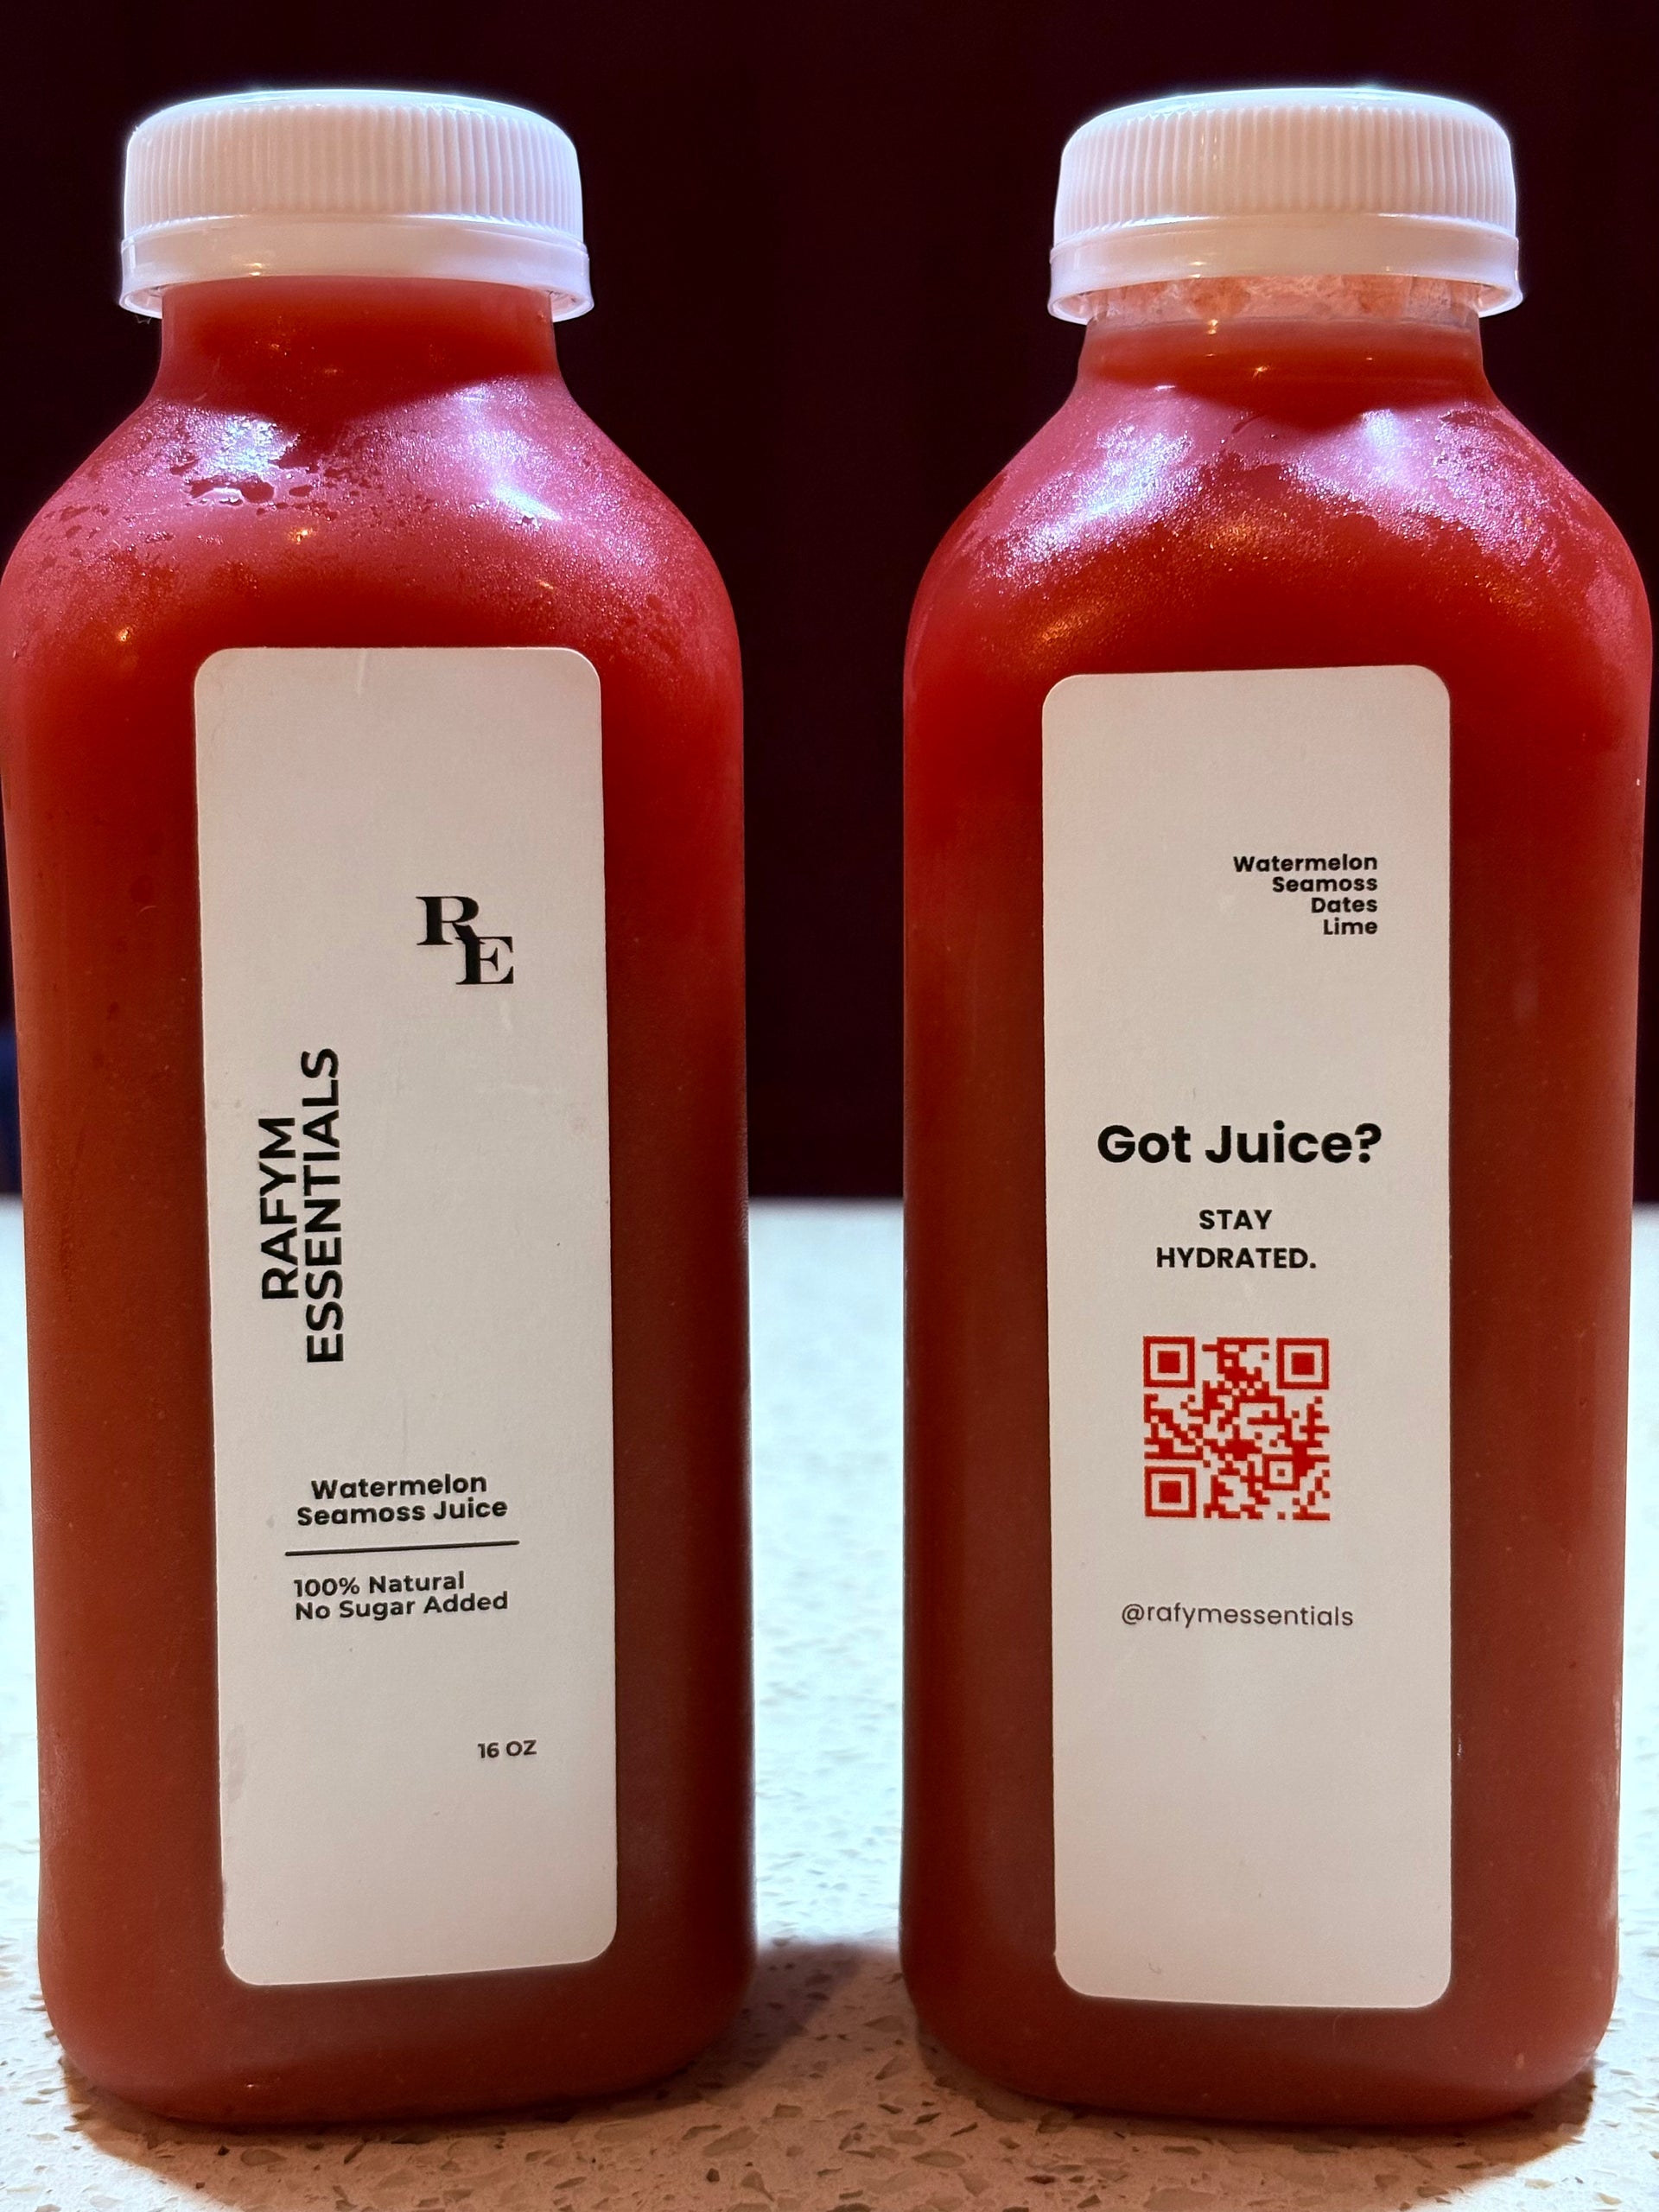 RE
RAFYM
ESSENTIALS
Watermelon
Seamoss Juice
100% Natural
No Sugar Added
16 OZ
Watermelon
Seamoss
Dates
Lime
Got Juice?
STAY
HYDRATED.
@rafymessentials